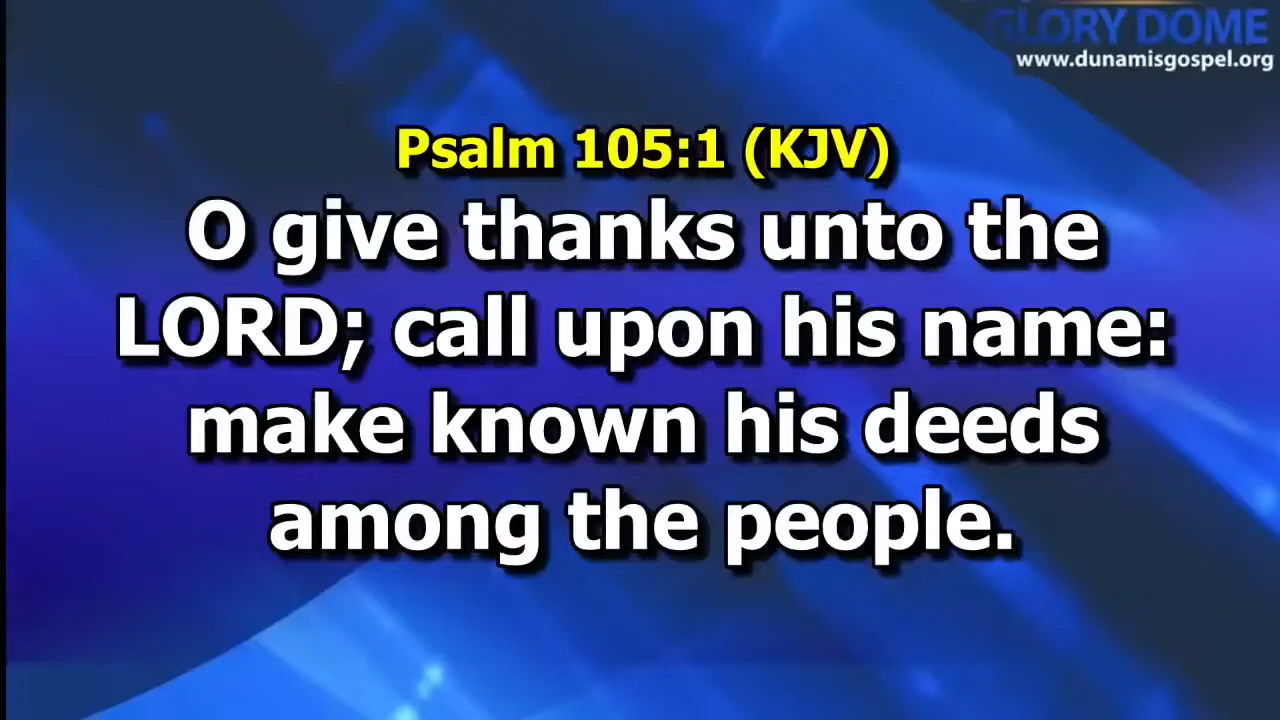 GLORY DOME
www.dunamisgospel.org
Psalm 105:1 (KJV)
O give thanks unto the
LORD; call upon his name:
make known his deeds
among the people.